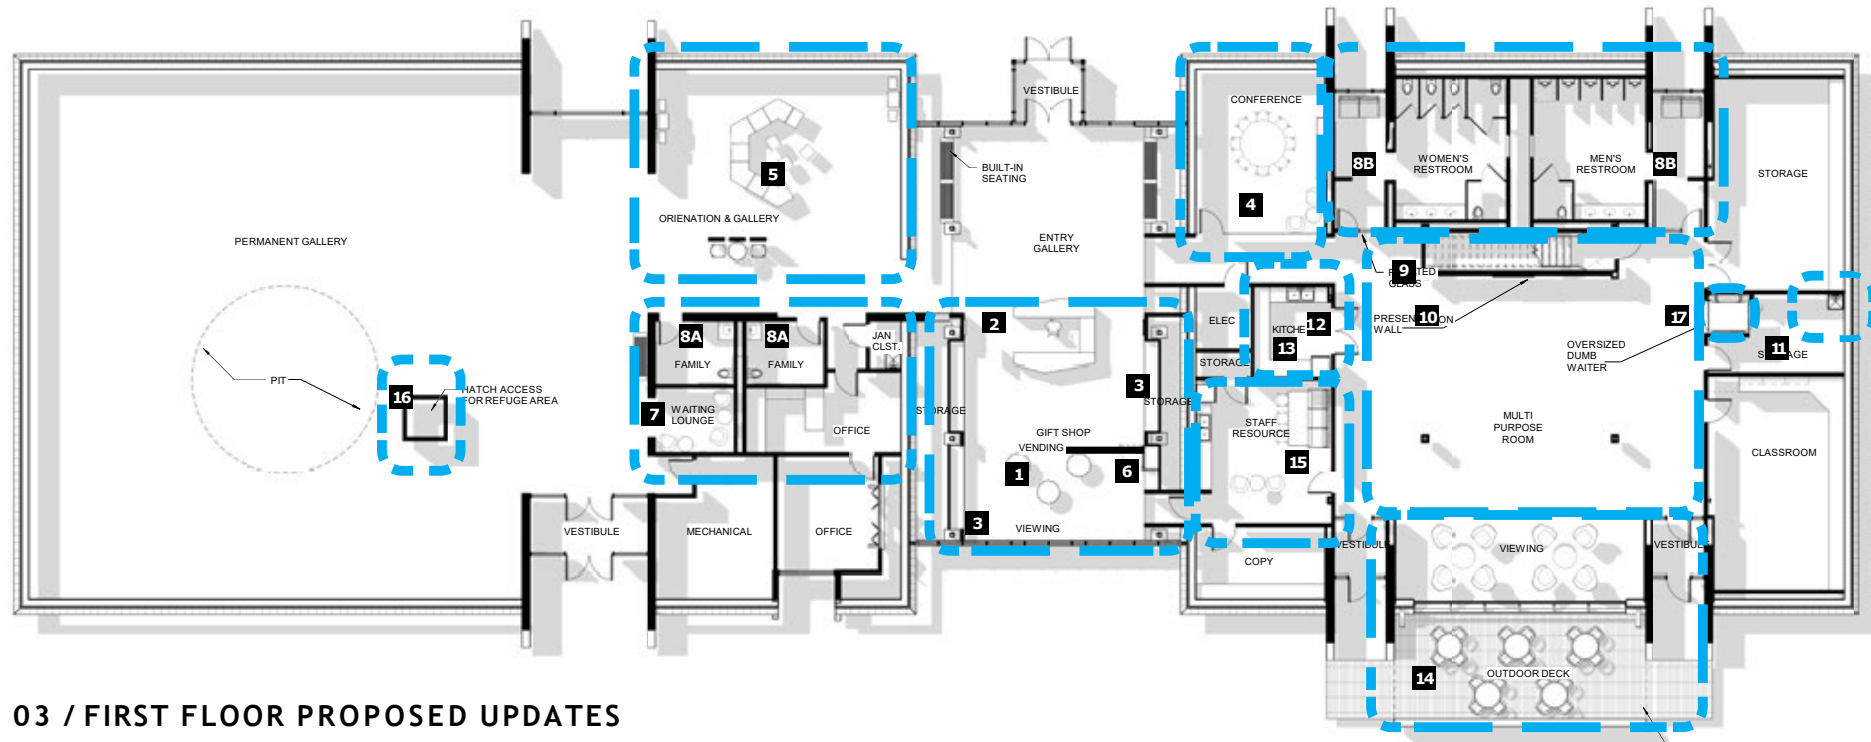 VESTIBULE
CONFERENCE
BUILT-IN
SEATING
WOMEN'S
RESTROOM
MEN'S
RESTROOM
8B
8B
STORAGE
5
4
ORIENATION & GALLERY
PERMANENT GALLERY
ENTRY
GALLERY
9
GLASS
2
ELEC
12
13
10
WALL
17
8A
8A
FAMILY
FAMILY
JAN
CLST.
STORAGE
OVERSIZED
DUMB
WAITER
11
PIT
16
HATCH ACCESS
FOR REFUGE AREA
3
7
WAITING
LOUNGE
OFFICE
STORAGE
STORAGE
GIFT SHOP
VENDING
STAFF
RESOURCE
MULTI
PURPOSE
ROOM
CLASSROOM
1
6
15
3
VIEWING
VESTIBULE
MECHANICAL
OFFICE
COPY
VESTIBULE
VIEWING
VESTIBULE
14
OUTDOOR DECK
03 / FIRST FLOOR PROPOSED UPDATES